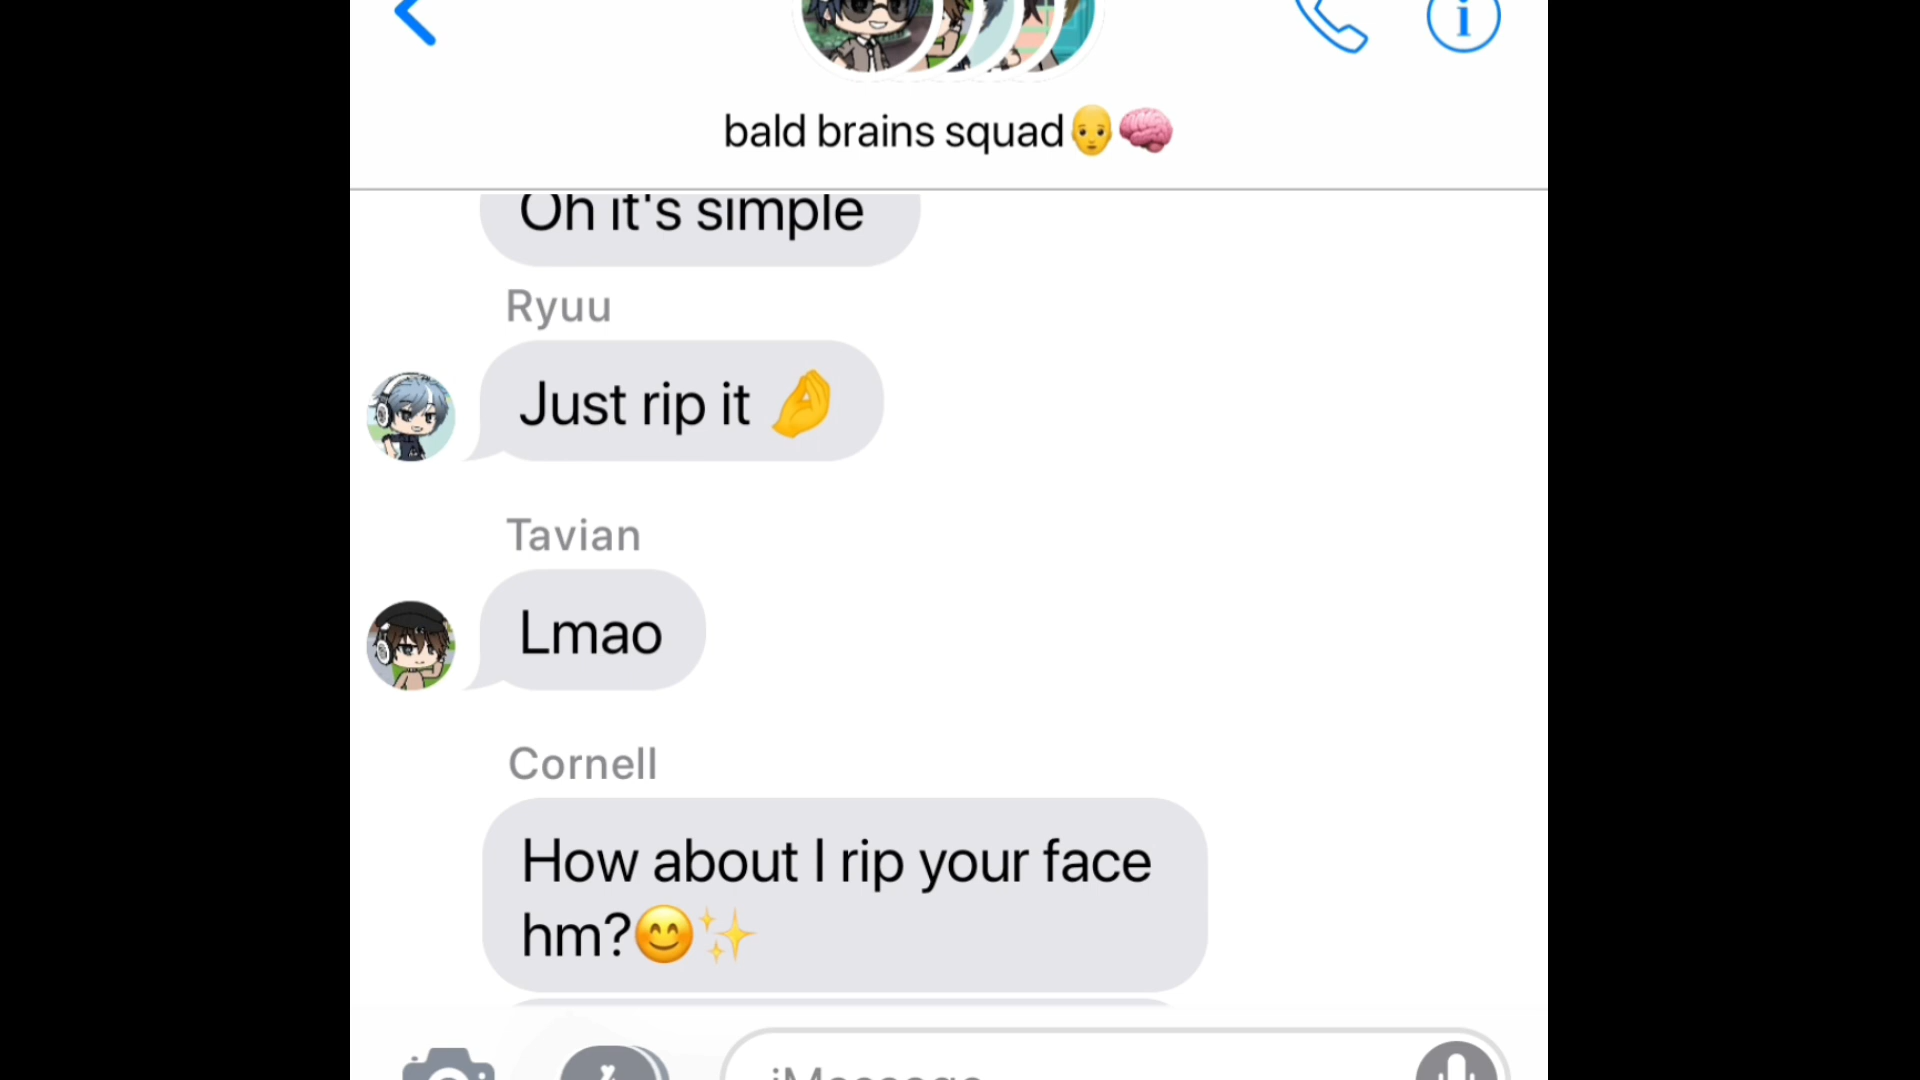 bald brains squad👨‍🦲🧠
Oh it's simple
Ryuu
Just rip it 🤌
Tavian
Lmao
Cornell
How about I rip your face
hm?😊✨
iMessage